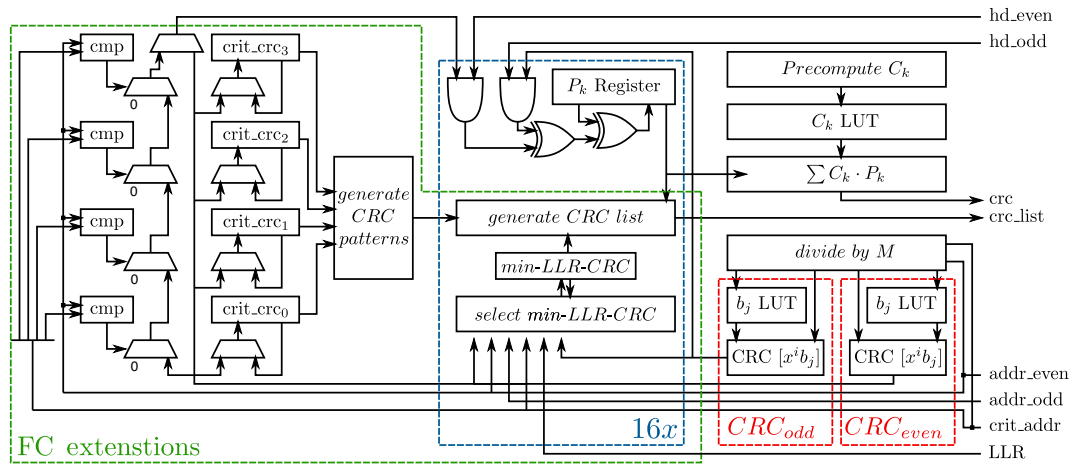 hd_even
hd_odd
cmp
crit_crc₃
0
P_k Register
Precompute C_k
C_k LUT
cmp
crit_crc₂
0
generate
CRC
patterns
∑ C_k · P_k
crc
generate CRC list
crc_list
cmp
crit_crc₁
0
min-LLR-CRC
divide by M
b_j LUT
b_j LUT
cmp
crit_crc₀
select min-LLR-CRC
0
CRC [x^i b_j]
CRC [x^i b_j]
addr_even
addr_odd
crit_addr
FC extenstions
16x
CRC_odd
CRC_even
LLR